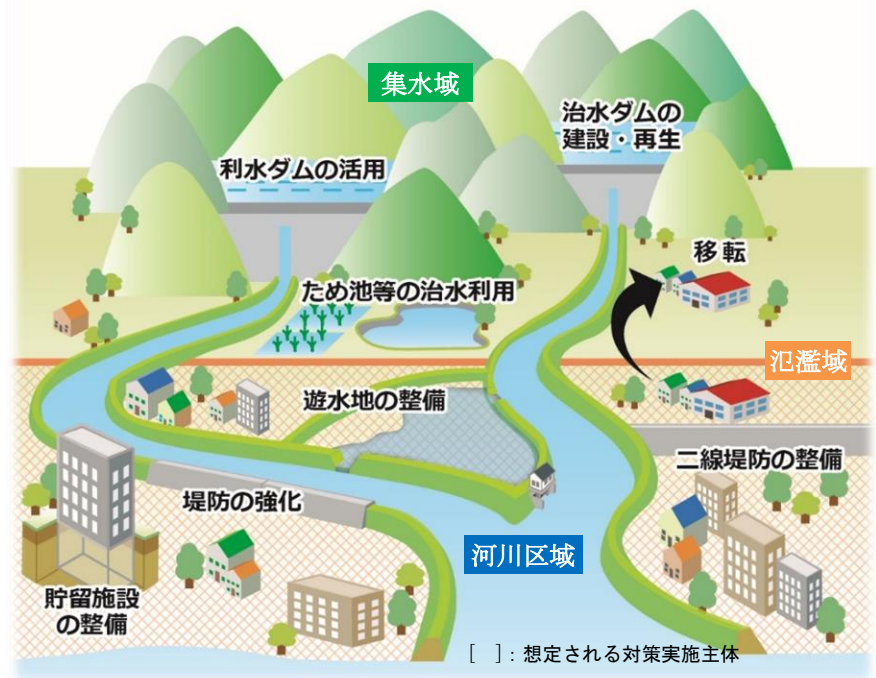 集水域
治水ダムの
建設・再生
利水ダムの活用
移転
ため池等の治水利用
氾濫域
遊水地の整備
二線堤防の整備
堤防の強化
河川区域
貯留施設
の整備
[　]：想定される対策実施主体